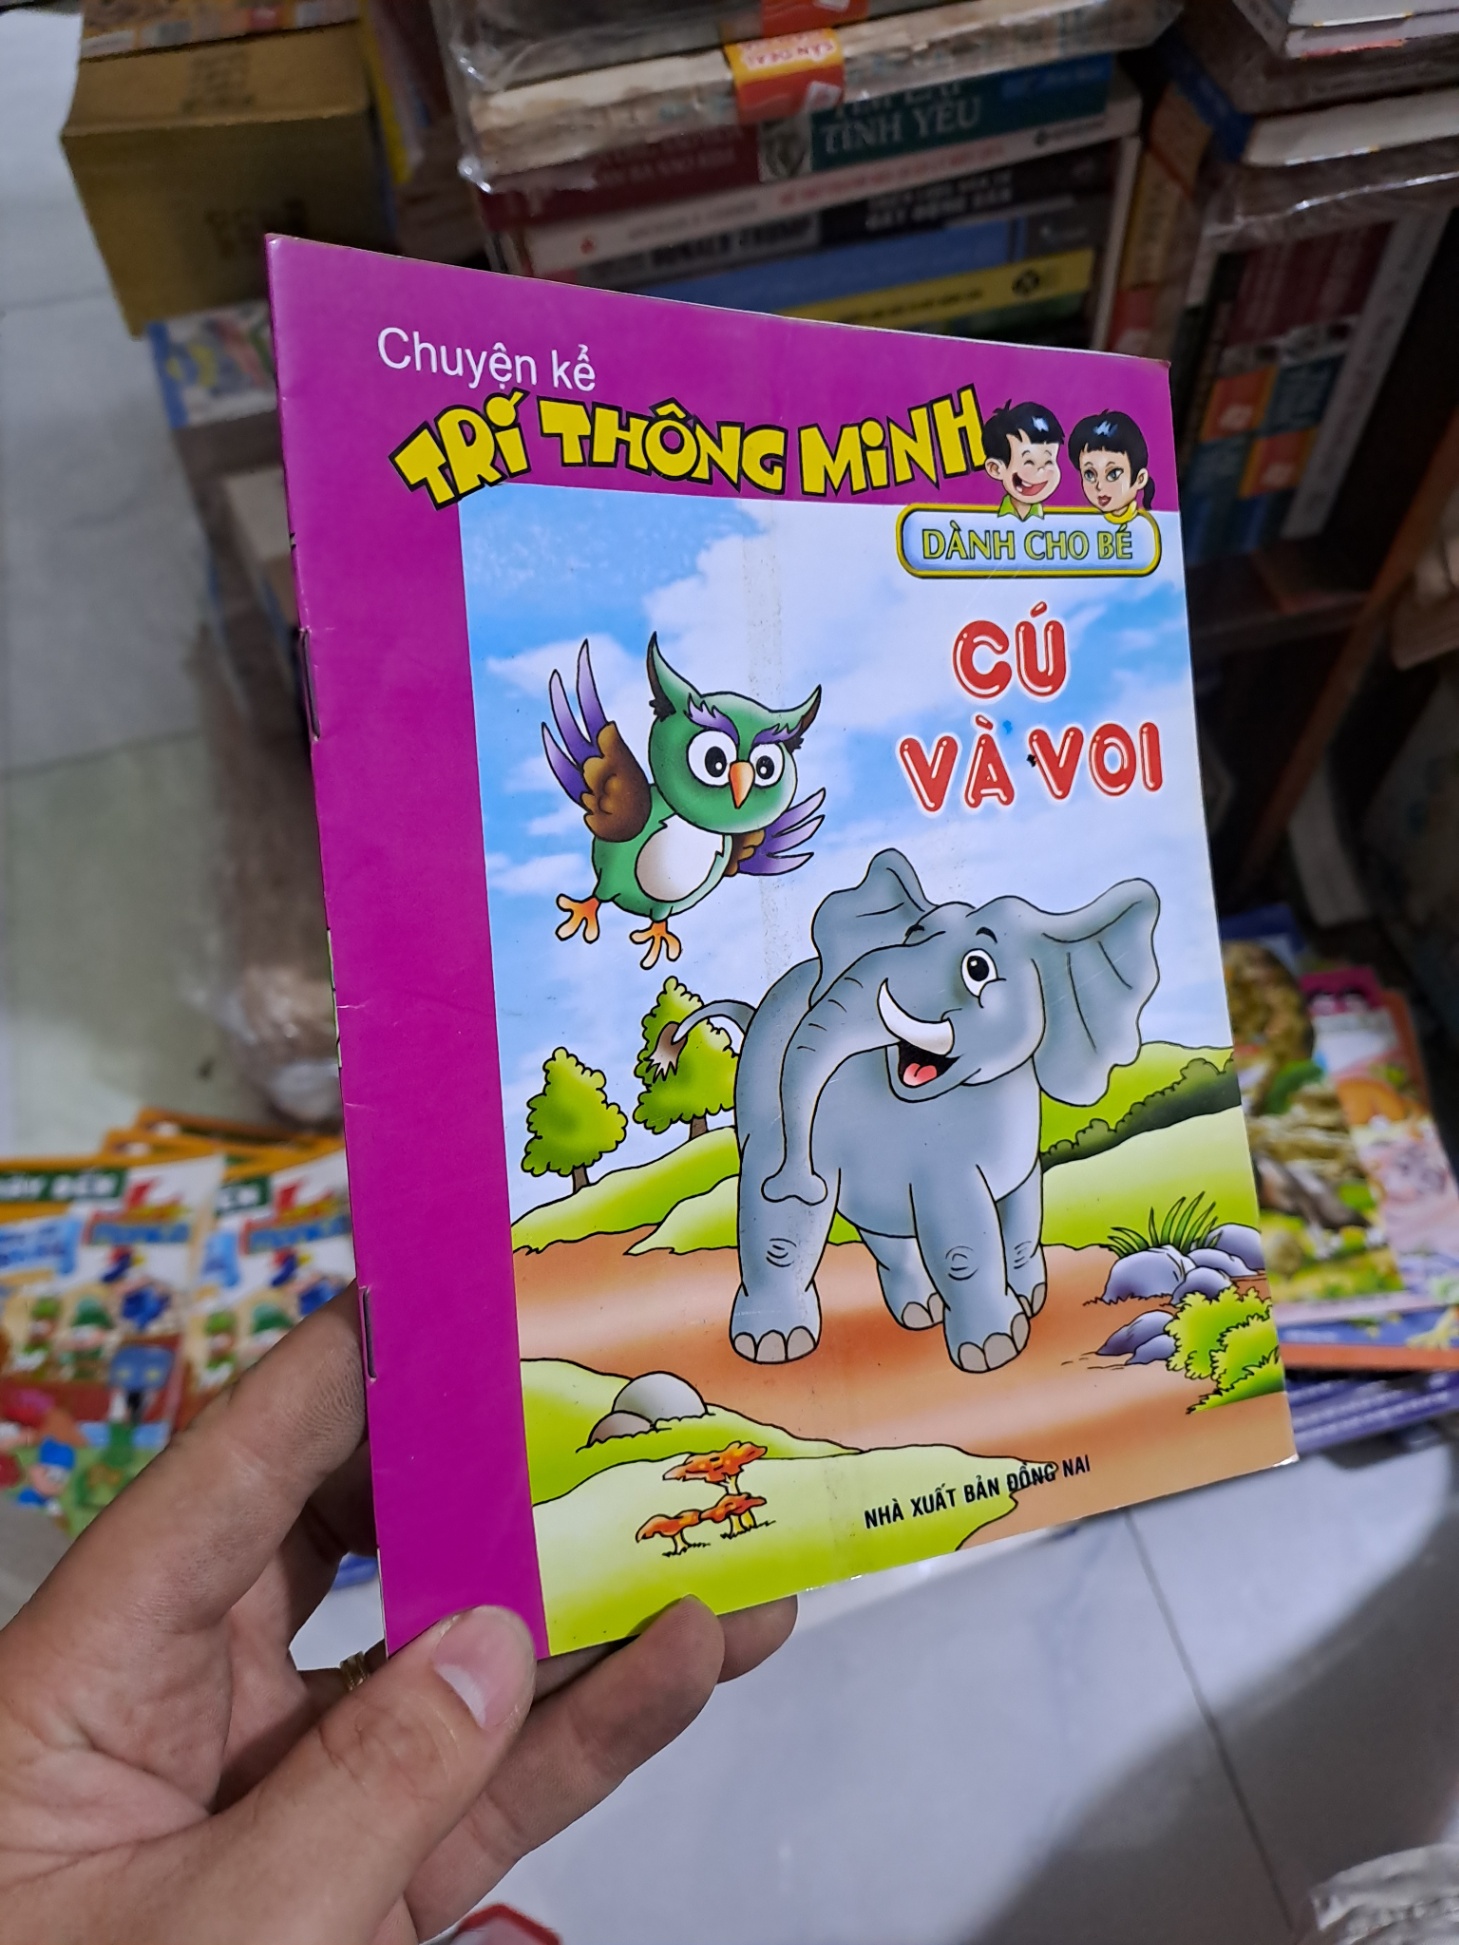 TÌNH YÊU
Chuyện kể
TRÍ THÔNG MINH
DÀNH CHO BÉ
CÚ
VÀ VOI
NHÀ XUẤT BẢN ĐỒNG NAI